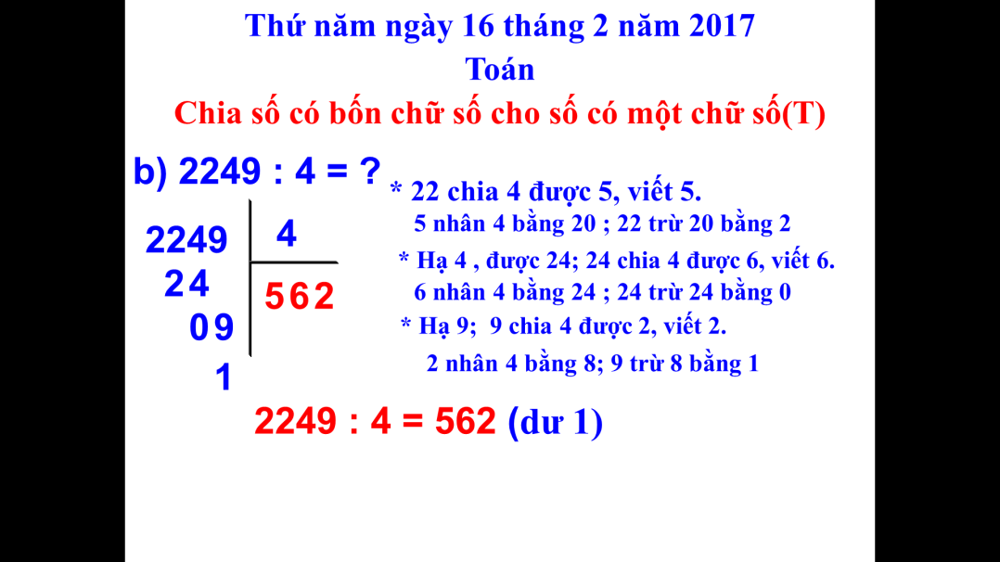 Thứ năm ngày 16 tháng 2 năm 2017
Toán
Chia số có bốn chữ số cho số có một chữ số(T)
b) 2249 : 4 = ?
2249 4
24 562
09
1
* 22 chia 4 được 5, viết 5.
5 nhân 4 bằng 20 ; 22 trừ 20 bằng 2
* Hạ 4 , được 24; 24 chia 4 được 6, viết 6.
6 nhân 4 bằng 24 ; 24 trừ 24 bằng 0
* Hạ 9; 9 chia 4 được 2, viết 2.
2 nhân 4 bằng 8; 9 trừ 8 bằng 1
2249 : 4 = 562 (dư 1)